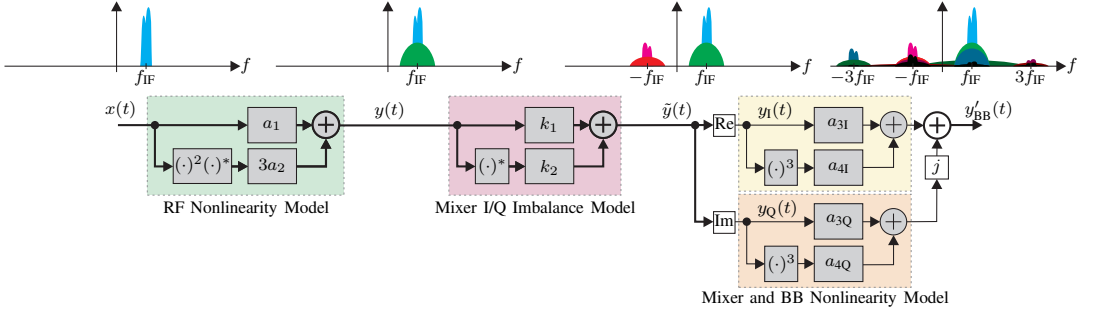 f f f f
f_IF f_IF −f_IF f_IF −3f_IF −f_IF f_IF 3f_IF
x(t) y(t) ỹ(t) y_I(t) y′_BB(t)
a_1 k_1 Re a_3I
(·)^2(·)^* 3a_2 (·)^* k_2 (·)^3 a_4I j
RF Nonlinearity Model Mixer I/Q Imbalance Model
Im y_Q(t) a_3Q
(·)^3 a_4Q
Mixer and BB Nonlinearity Model